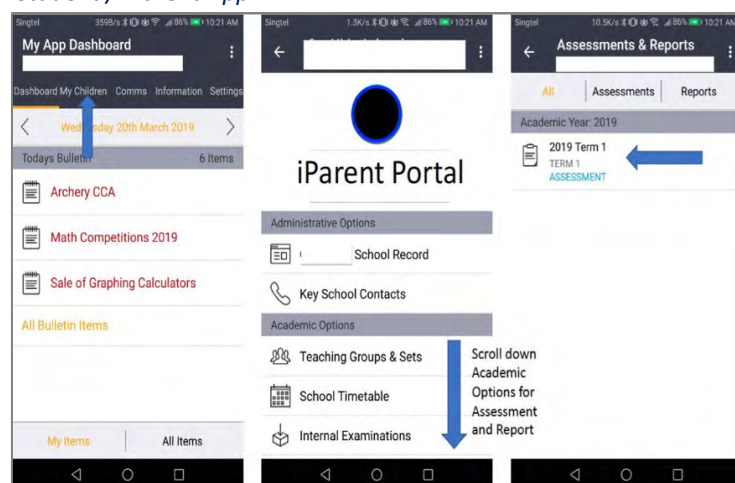 Singtel 359B/s 86% 10:21 AM
My App Dashboard
Dashboard My Children Comms Information Settings
Wednesday 20th March 2019
Todays Bulletin 6 Items
Archery CCA
Math Competitions 2019
Sale of Graphing Calculators
All Bulletin Items
My Items All Items
Singtel 1.3K/s 86% 10:21 AM
iParent Portal
Administrative Options
School Record
Key School Contacts
Academic Options
Teaching Groups & Sets
School Timetable
Internal Examinations
Scroll down
Academic
Options for
Assessment
and Report
Singtel 10.5K/s 86% 10:21 AM
Assessments & Reports
All Assessments Reports
Academic Year: 2019
2019 Term 1
TERM 1
ASSESSMENT